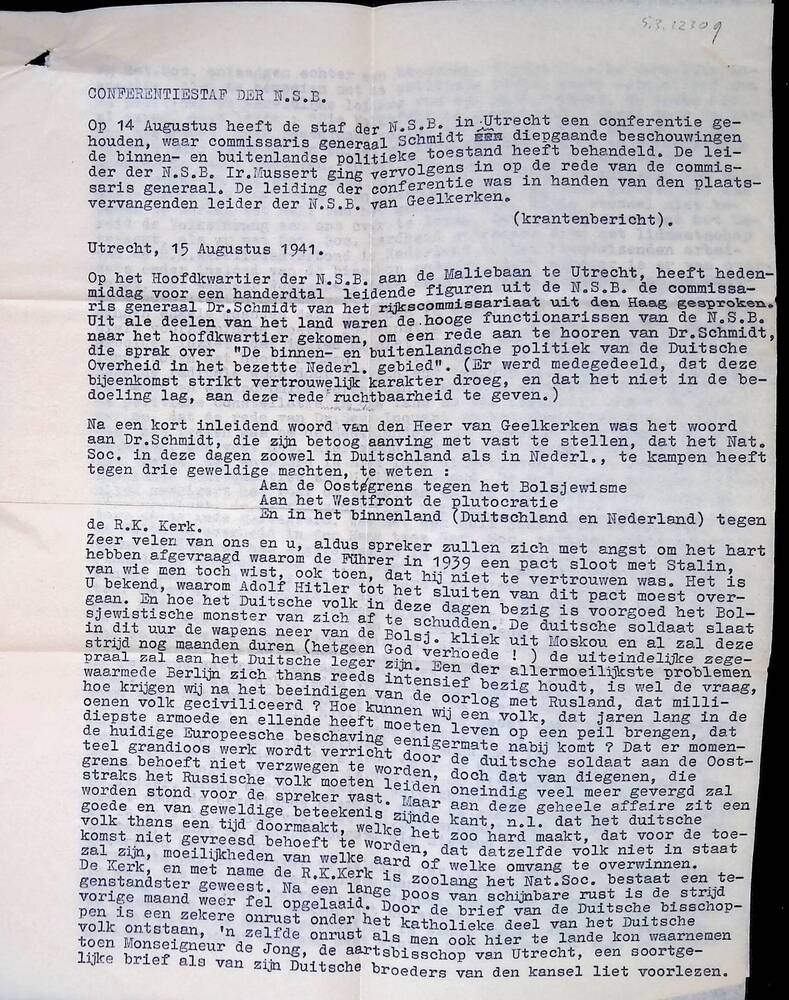 5.3.12309
CONFERENTIESTAF DER N.S.B.
Op 14 Augustus heeft de staf der N.S.B. in Utrecht een conferentie ge-
houden, waar commissaris generaal Schmidt diepgaande beschouwingen
de binnen- en buitenlandse politieke toestand heeft behandeld. De lei-
der der N.S.B. Ir.Mussert ging vervolgens in op de rede van de commis-
saris generaal. De leiding der conferentie was in handen van den plaats-
vervangenden leider der N.S.B. van Geelkerken.
(krantenbericht).
Utrecht, 15 Augustus 1941.
Op het Hoofdkwartier der N.S.B. aan de Maliebaan te Utrecht, heeft heden-
middag voor een handerdtal leidende figuren uit de N.S.B. de commissa-
ris generaal Dr.Schmidt van het rijkscommissariaat uit den Haag gesproken.
Uit ale deelen van het land waren de hooge functionarissen van de N.S.B.
naar het hoofdkwartier gekomen, om een rede aan te hooren van Dr.Schmidt,
die sprak over "De binnen- en buitenlandsche politiek van de Duitsche
Overheid in het bezette Nederl. gebied". (Er werd medegedeeld, dat deze
bijeenkomst strikt vertrouwelijk karakter droeg, en dat het niet in de be-
doeling lag, aan deze rede ruchtbaarheid te geven.)
Na een kort inleidend woord van den Heer van Geelkerken was het woord
aan Dr.Schmidt, die zijn betoog aanving met vast te stellen, dat het Nat.
Soc. in deze dagen zoowel in Duitschland als in Nederl., te kampen heeft
tegen drie geweldige machten, te weten :
Aan de Oostgrens tegen het Bolsjewisme
Aan het Westfront de plutocratie
En in het binnenland (Duitschland en Nederland) tegen
de R.K. Kerk.
Zeer velen van ons en u, aldus spreker zullen zich met angst om het hart
hebben afgevraagd waarom de Führer in 1939 een pact sloot met Stalin,
van wie men toch wist, ook toen, dat hij niet te vertrouwen was. Het is
U bekend, waarom Adolf Hitler tot het sluiten van dit pact moest over-
gaan. En hoe het Duitsche volk in deze dagen bezig is voorgoed het Bol-
sjewistische monster van zich af te schudden. De duitsche soldaat slaat
in dit uur de wapens neer van de Bolsj. kliek uit Moskou en al zal deze
strijd nog maanden duren (hetgeen God verhoede ! ) de uiteindelijke zege-
praal zal aan het Duitsche leger zijn. Een der allermoeilijkste problemen
waarmede Berlijn zich thans reeds intensief bezig houdt, is wel de vraag,
hoe krijgen wij na het beeindigen van de oorlog met Rusland, dat milli-
oenen volk geciviliceerd ? Hoe kunnen wij een volk, dat jaren lang in de
diepste armoede en ellende heeft moeten leven op een peil brengen, dat
de huidige Europeesche beschaving eenigermate nabij komt ? Dat er momen-
teel grandioos werk wordt verricht door de duitsche soldaat aan de Oost-
grens behoeft niet verzwegen te worden, doch dat van diegenen, die
straks het Russische volk moeten leiden oneindig veel meer gevergd zal
worden stond voor de spreker vast. Maar aan deze geheele affaire zit een
goede en van geweldige beteekenis zijnde kant, n.l. dat het duitsche
volk thans een tijd doormaakt, welke het zoo hard maakt, dat voor de toe-
komst niet gevreesd behoeft te worden, dat datzelfde volk niet in staat
zal zijn, moeilijkheden van welke aard of welke omvang te overwinnen.
De Kerk, en met name de R.K.Kerk is zoolang het Nat.Soc. bestaat een te-
genstandster geweest. Na een lange poos van schijnbare rust is de strijd
vorige maand weer fel opgelaaid. Door de brief van de Duitsche bisschop-
pen is een zekere onrust onder het katholieke deel van het Duitsche
volk ontstaan, 'n zelfde onrust als men ook hier te lande kon waarnemen
toen Monseigneur de Jong, de aartsbisschop van Utrecht, een soortge-
lijke brief als van zijn Duitsche broeders van den kansel liet voorlezen.